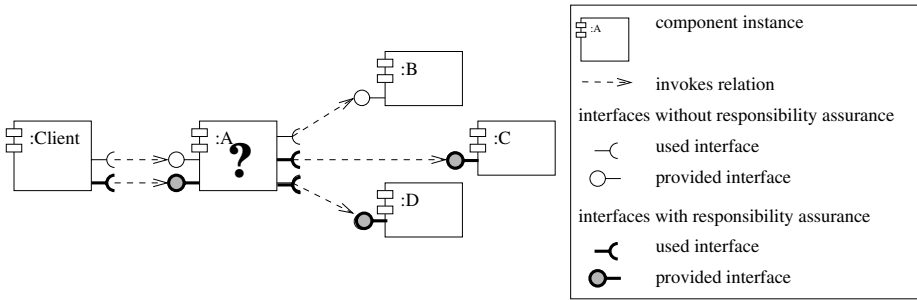 :Client
:A
?
:B
:C
:D
:A
component instance
invokes relation
interfaces without responsibility assurance
used interface
provided interface
interfaces with responsibility assurance
used interface
provided interface